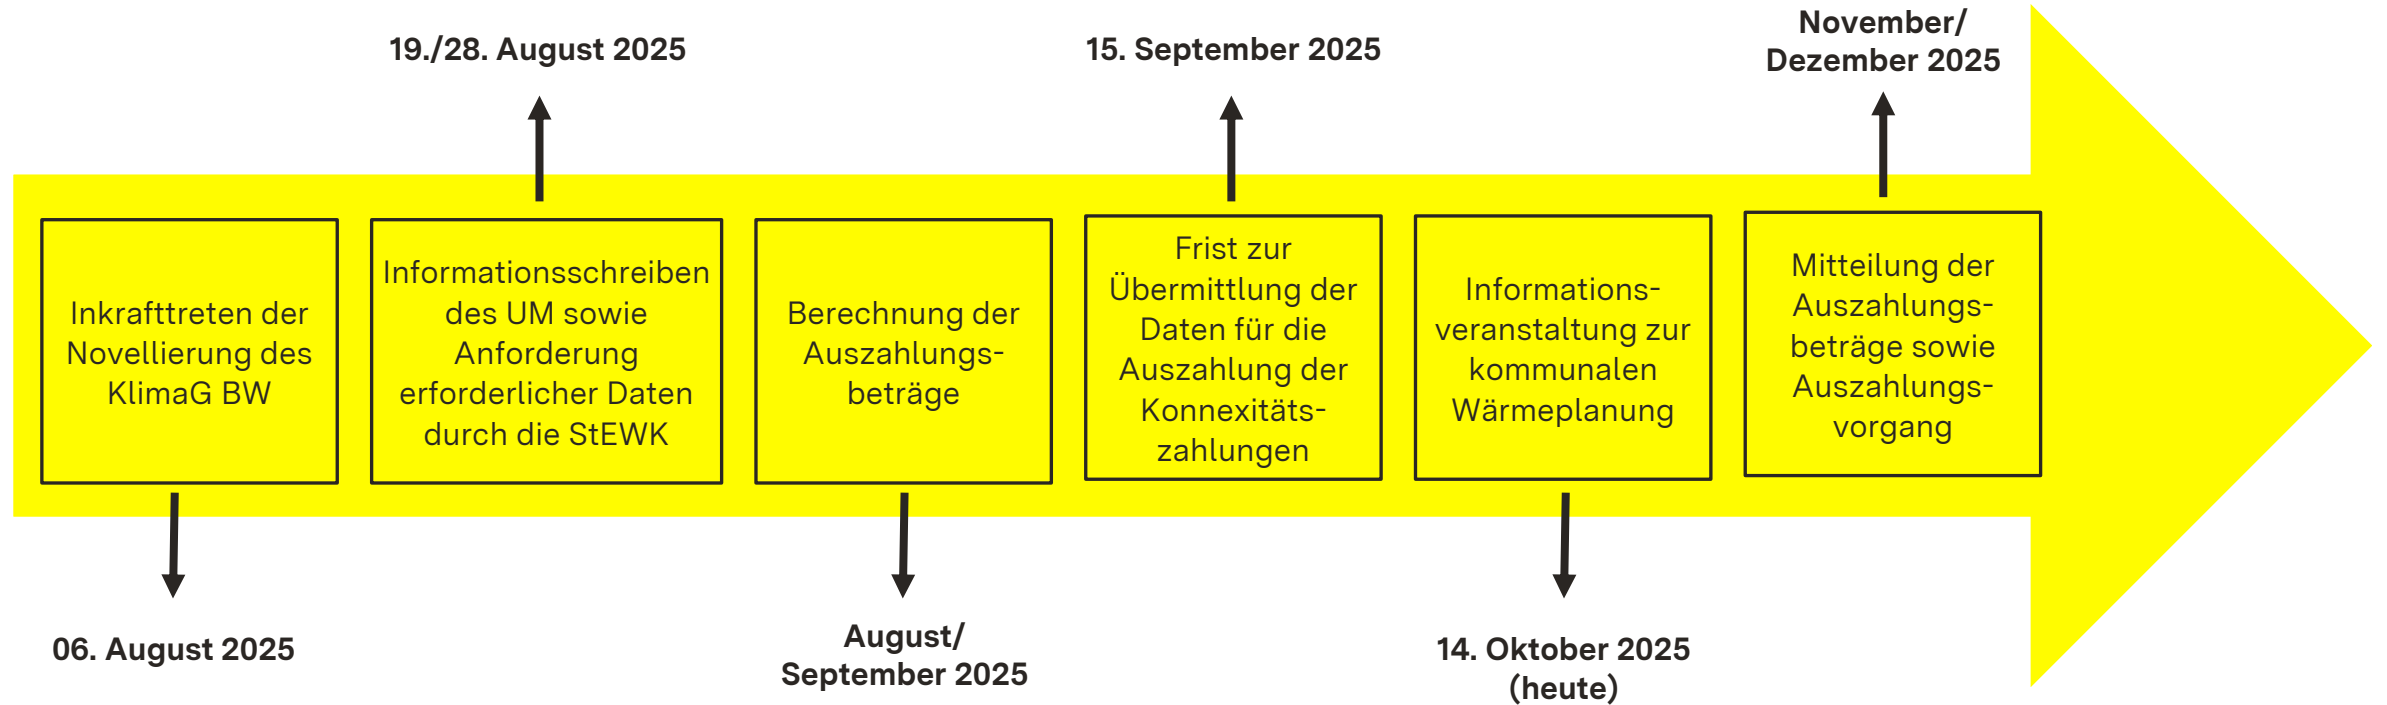 19./28. August 2025
15. September 2025
November/
Dezember 2025
Inkrafttreten der
Novellierung des
KlimaG BW
Informationsschreiben
des UM sowie
Anforderung
erforderlicher Daten
durch die StEWK
Berechnung der
Auszahlungs-
beträge
Frist zur
Übermittlung der
Daten für die
Auszahlung der
Konnexitäts-
zahlungen
Informations-
veranstaltung zur
kommunalen
Wärmeplanung
Mitteilung der
Auszahlungs-
beträge sowie
Auszahlungs-
vorgang
06. August 2025
August/
September 2025
14. Oktober 2025
(heute)